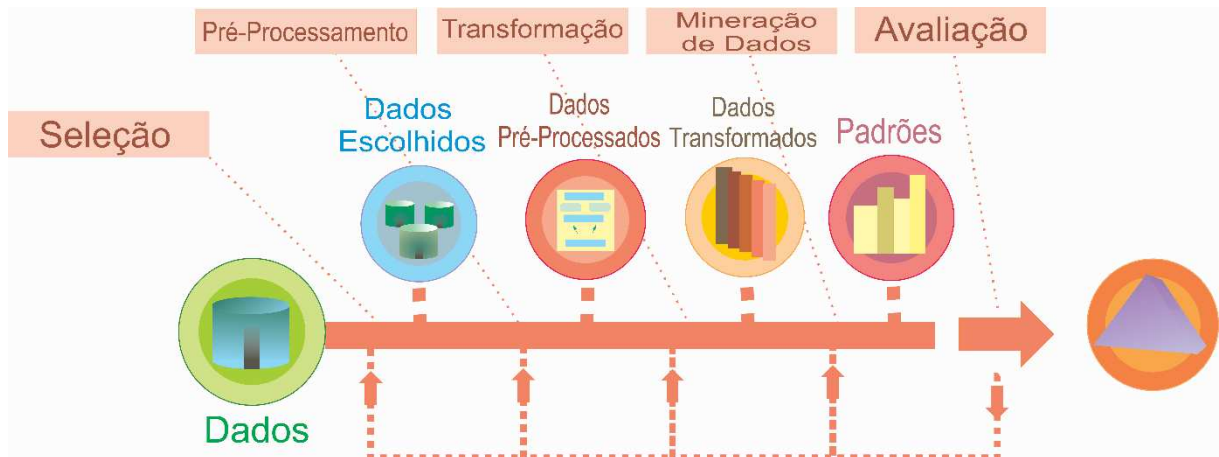 Pré-Processamento
Transformação
Mineração
de Dados
Avaliação
Seleção
Dados
Escolhidos
Dados
Pré-Processados
Dados
Transformados
Padrões
Dados